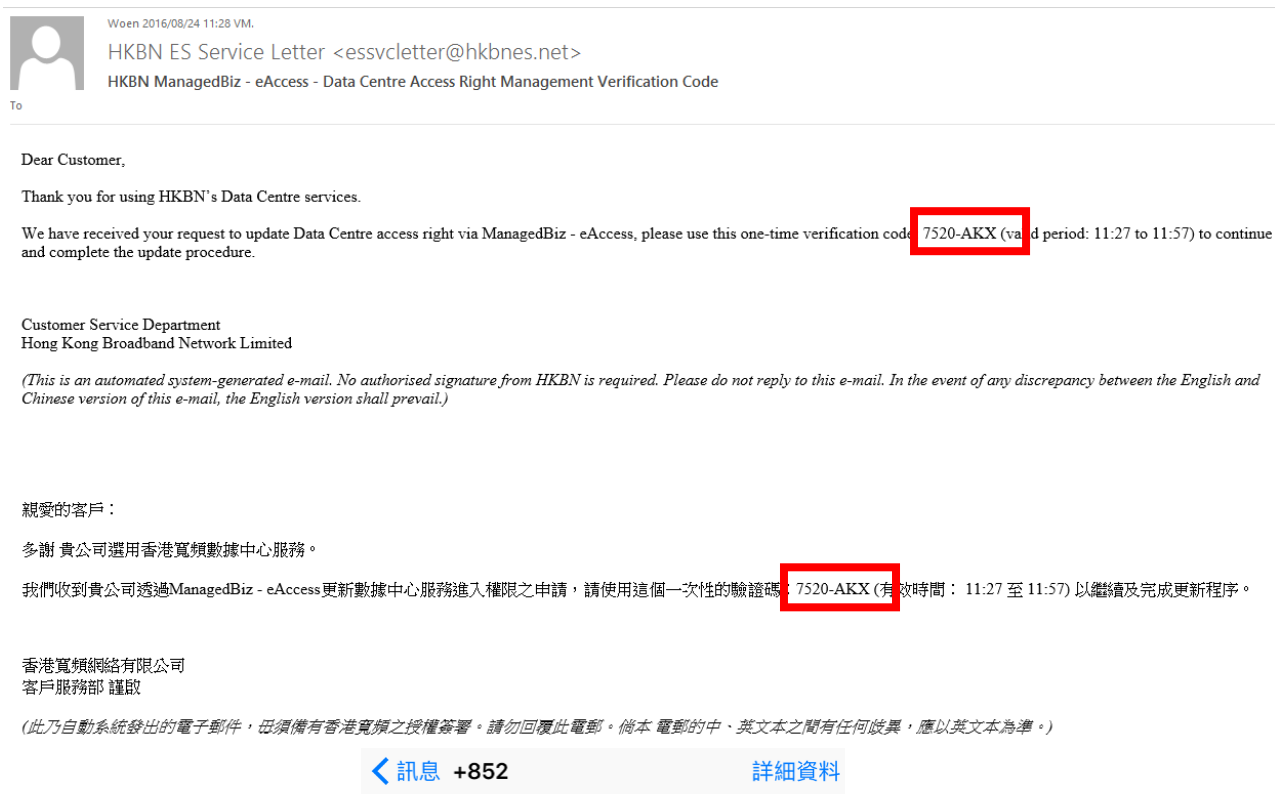 Woen 2016/08/24 11:28 VM.
HKBN ES Service Letter <essvcletter@hkbnes.net>
HKBN ManagedBiz - eAccess - Data Centre Access Right Management Verification Code
To
Dear Customer,
Thank you for using HKBN's Data Centre services.
We have received your request to update Data Centre access right via ManagedBiz - eAccess, please use this one-time verification code 7520-AKX (va d period: 11:27 to 11:57) to continue
and complete the update procedure.
Customer Service Department
Hong Kong Broadband Network Limited
(This is an automated system-generated e-mail. No authorised signature from HKBN is required. Please do not reply to this e-mail. In the event of any discrepancy between the English and
Chinese version of this e-mail, the English version shall prevail.)
親愛的客戶：
多謝 貴公司選用香港寬頻數據中心服務。
我們收到貴公司透過ManagedBiz - eAccess更新數據中心服務進入權限之申請，請使用這個一次性的驗證碼：7520-AKX (有效時間： 11:27 至 11:57) 以繼續及完成更新程序。
香港寬頻網絡有限公司
客戶服務部 謹啟
(此乃自動系統發出的電子郵件，毋須備有香港寬頻之授權簽署。請勿回覆此電郵。倘本 電郵的中、英文本之間有任何歧異，應以英文本為準。)
訊息 +852 詳細資料